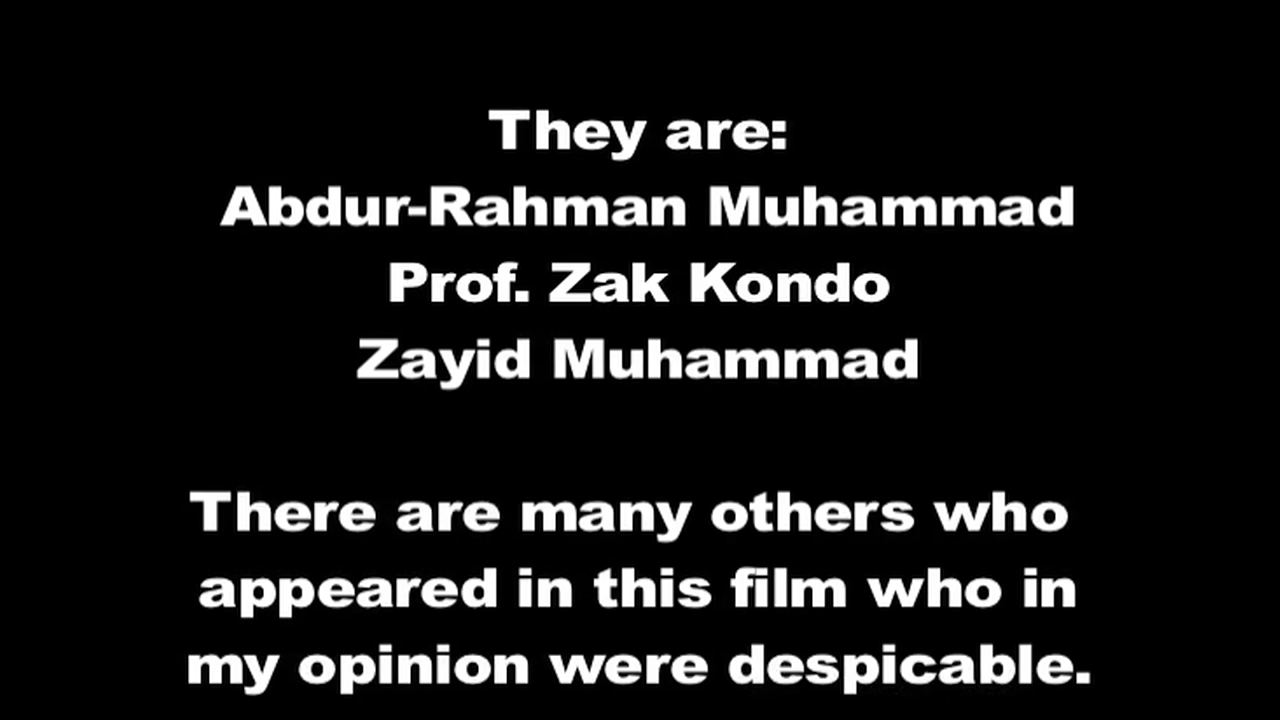 They are:
Abdur-Rahman Muhammad
Prof. Zak Kondo
Zayid Muhammad
There are many others who
appeared in this film who in
my opinion were despicable.